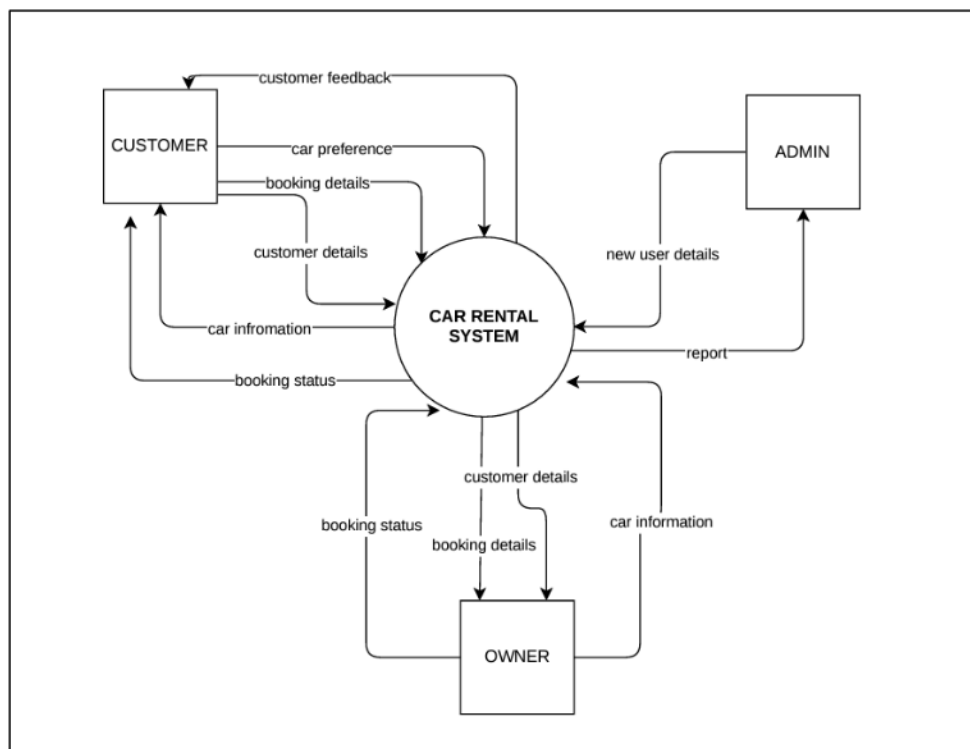 customer feedback
CUSTOMER
car preference
ADMIN
booking details
customer details
new user details
CAR RENTAL
SYSTEM
car infromation
report
booking status
customer details
booking status
car information
booking details
OWNER